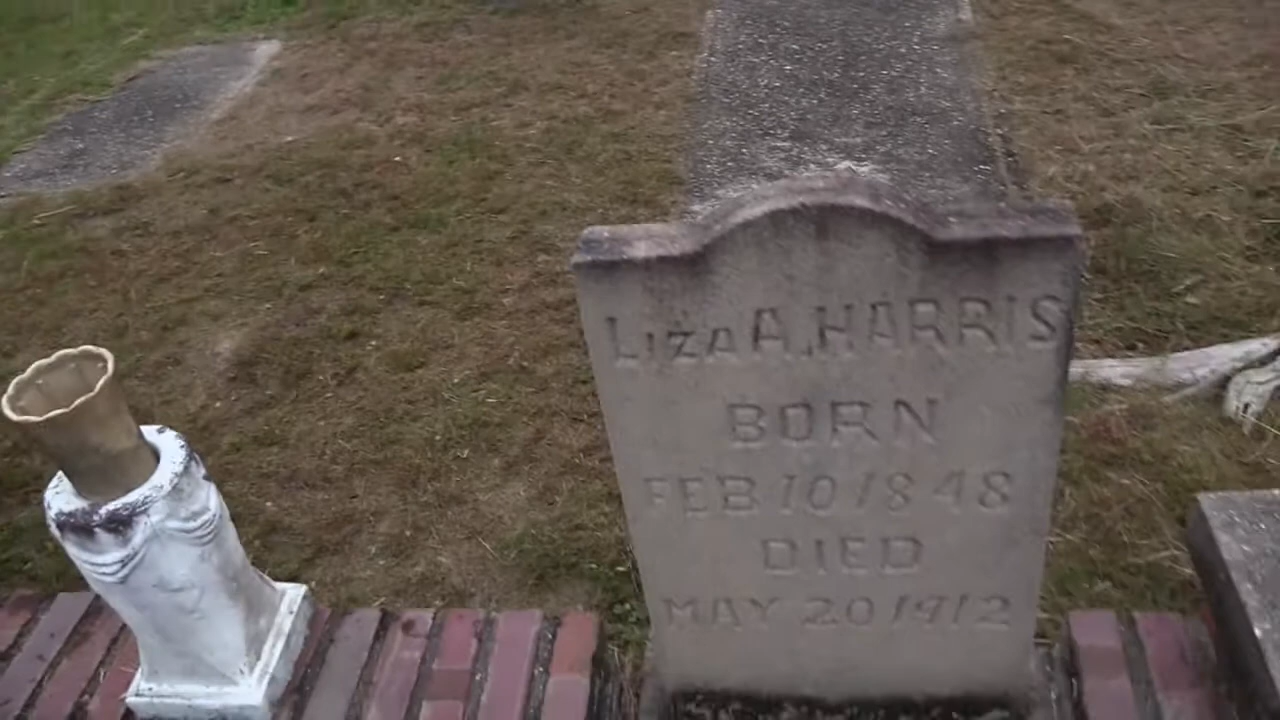 LIZA A. HARRIS
BORN
FEB 10 1848
DIED
MAY 20 1912